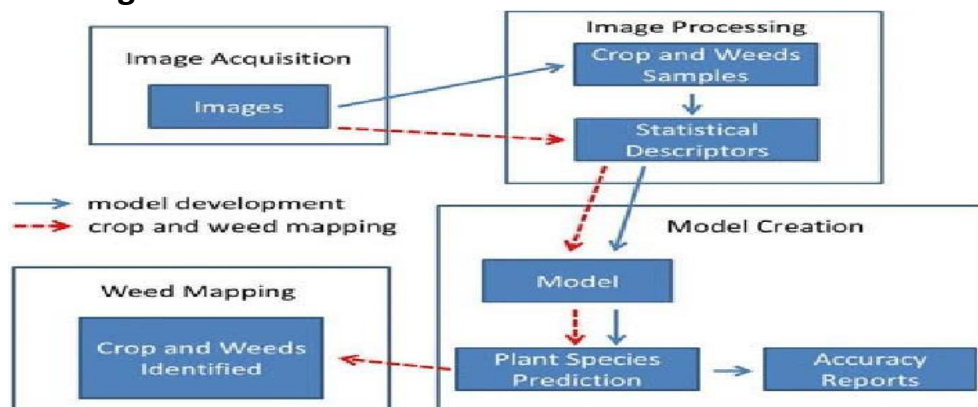 Image Acquisition
Images
Image Processing
Crop and Weeds
Samples
Statistical
Descriptors
model development
crop and weed mapping
Model Creation
Model
Plant Species
Prediction
Accuracy
Reports
Weed Mapping
Crop and Weeds
Identified